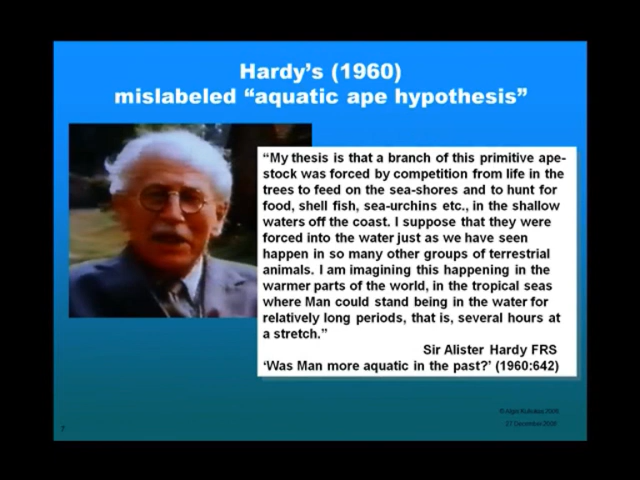 Hardy's (1960)
mislabeled "aquatic ape hypothesis"
"My thesis is that a branch of this primitive ape-
stock was forced by competition from life in the
trees to feed on the sea-shores and to hunt for
food, shell fish, sea-urchins etc., in the shallow
waters off the coast. I suppose that they were
forced into the water just as we have seen
happen in so many other groups of terrestrial
animals. I am imagining this happening in the
warmer parts of the world, in the tropical seas
where Man could stand being in the water for
relatively long periods, that is, several hours at
a stretch."
Sir Alister Hardy FRS
'Was Man more aquatic in the past?' (1960:642)
7
December